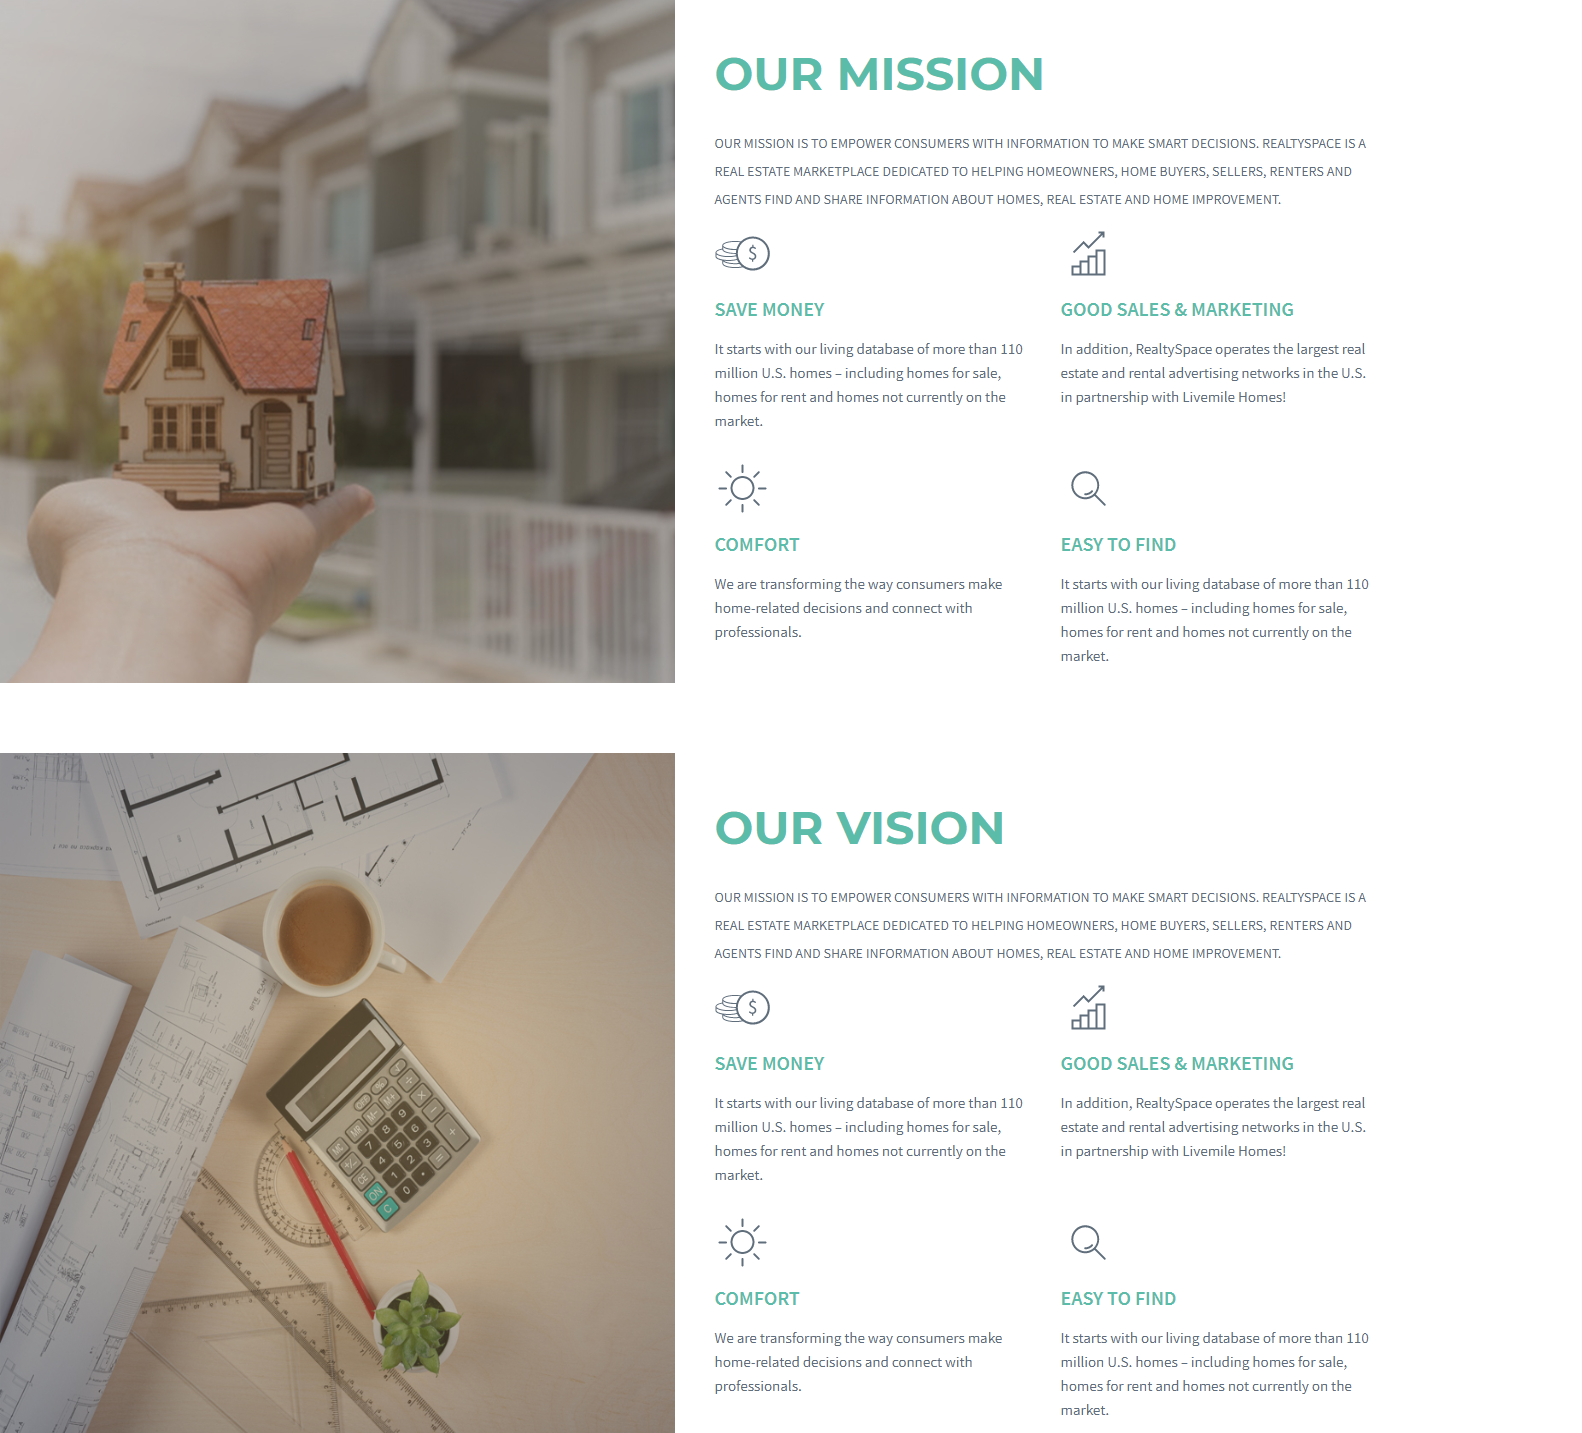 OUR MISSION
OUR MISSION IS TO EMPOWER CONSUMERS WITH INFORMATION TO MAKE SMART DECISIONS. REALTYSPACE IS A
REAL ESTATE MARKETPLACE DEDICATED TO HELPING HOMEOWNERS, HOME BUYERS, SELLERS, RENTERS AND
AGENTS FIND AND SHARE INFORMATION ABOUT HOMES, REAL ESTATE AND HOME IMPROVEMENT.
$
SAVE MONEY
It starts with our living database of more than 110
million U.S. homes – including homes for sale,
homes for rent and homes not currently on the
market.
GOOD SALES & MARKETING
In addition, RealtySpace operates the largest real
estate and rental advertising networks in the U.S.
in partnership with Livemile Homes!
COMFORT
We are transforming the way consumers make
home-related decisions and connect with
professionals.
EASY TO FIND
It starts with our living database of more than 110
million U.S. homes – including homes for sale,
homes for rent and homes not currently on the
market.
OUR VISION
OUR MISSION IS TO EMPOWER CONSUMERS WITH INFORMATION TO MAKE SMART DECISIONS. REALTYSPACE IS A
REAL ESTATE MARKETPLACE DEDICATED TO HELPING HOMEOWNERS, HOME BUYERS, SELLERS, RENTERS AND
AGENTS FIND AND SHARE INFORMATION ABOUT HOMES, REAL ESTATE AND HOME IMPROVEMENT.
$
SAVE MONEY
It starts with our living database of more than 110
million U.S. homes – including homes for sale,
homes for rent and homes not currently on the
market.
GOOD SALES & MARKETING
In addition, RealtySpace operates the largest real
estate and rental advertising networks in the U.S.
in partnership with Livemile Homes!
COMFORT
We are transforming the way consumers make
home-related decisions and connect with
professionals.
EASY TO FIND
It starts with our living database of more than 110
million U.S. homes – including homes for sale,
homes for rent and homes not currently on the
market.
SITE PLAN
7 8 9
4 5 6
1 2 3
0
ON
C